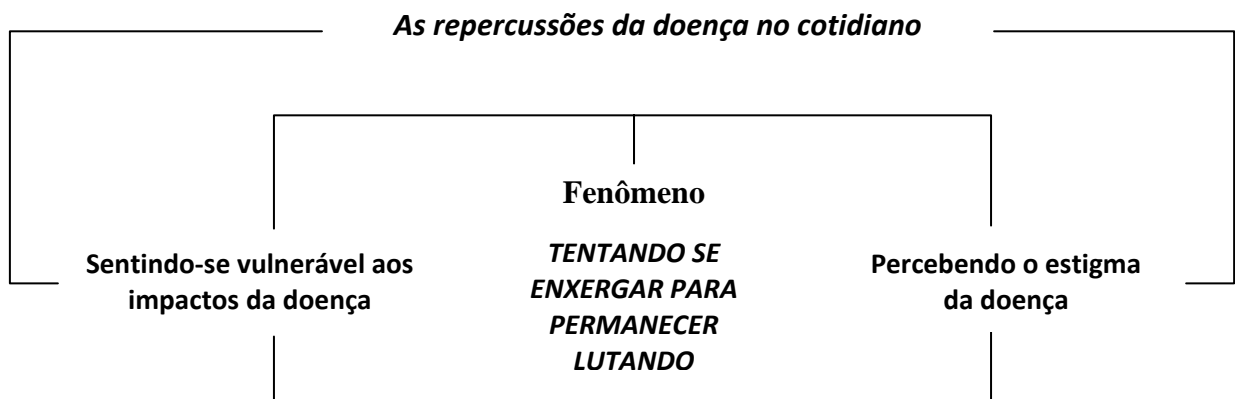 As repercussões da doença no cotidiano
Fenômeno
Sentindo-se vulnerável aos
impactos da doença
TENTANDO SE
ENXERGAR PARA
PERMANECER
LUTANDO
Percebendo o estigma
da doença